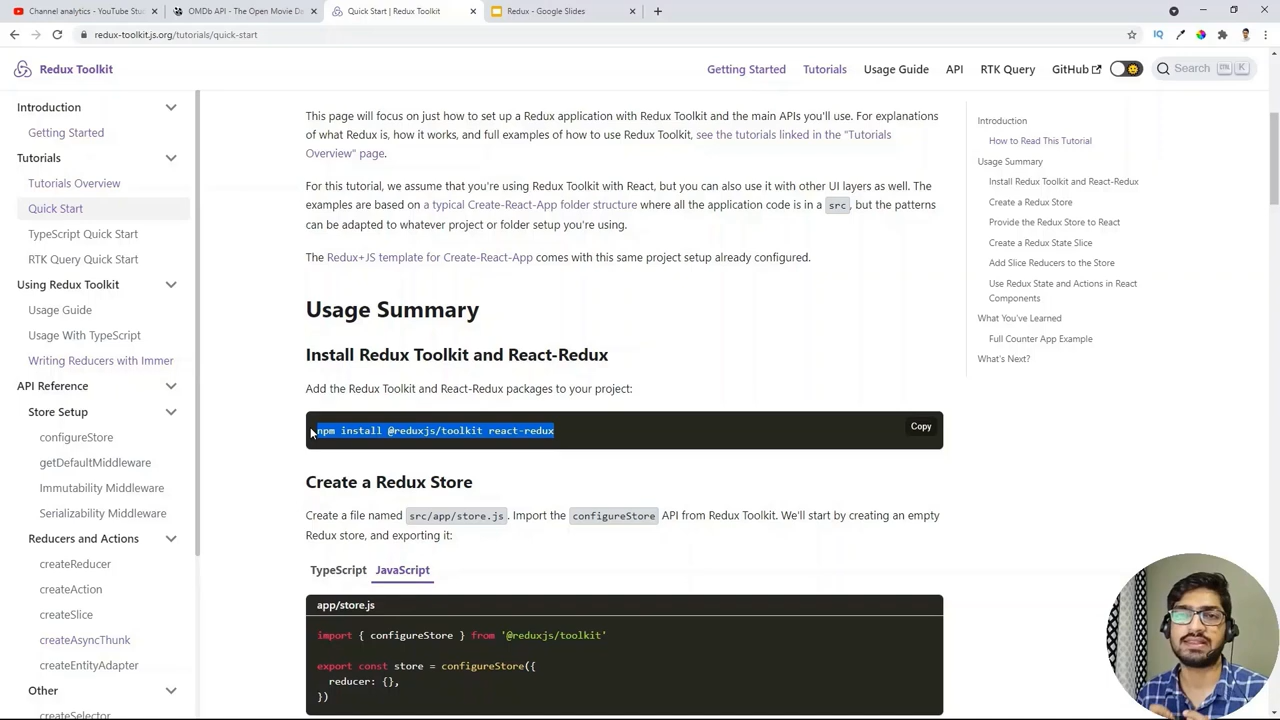 Channel analytics - YouTube Stu
OMDb API - The Open Movie Da
Quick Start | Redux Toolkit
Redux - Google Slides
redux-toolkit.js.org/tutorials/quick-start
Redux Toolkit
Getting Started
Tutorials
Usage Guide
API
RTK Query
GitHub
Search
K
Introduction
Getting Started
Tutorials
Tutorials Overview
Quick Start
TypeScript Quick Start
RTK Query Quick Start
Using Redux Toolkit
Usage Guide
Usage With TypeScript
Writing Reducers with Immer
API Reference
Store Setup
configureStore
getDefaultMiddleware
Immutability Middleware
Serializability Middleware
Reducers and Actions
createReducer
createAction
createSlice
createAsyncThunk
createEntityAdapter
Other
createSelector
This page will focus on just how to set up a Redux application with Redux Toolkit and the main APIs you'll use. For explanations
of what Redux is, how it works, and full examples of how to use Redux Toolkit, see the tutorials linked in the "Tutorials
Overview" page.
For this tutorial, we assume that you're using Redux Toolkit with React, but you can also use it with other UI layers as well. The
examples are based on a typical Create-React-App folder structure where all the application code is in a src, but the patterns
can be adapted to whatever project or folder setup you're using.
The Redux+JS template for Create-React-App comes with this same project setup already configured.
Usage Summary
Install Redux Toolkit and React-Redux
Add the Redux Toolkit and React-Redux packages to your project:
npm install @reduxjs/toolkit react-redux
Copy
Create a Redux Store
Create a file named src/app/store.js. Import the configureStore API from Redux Toolkit. We'll start by creating an empty
Redux store, and exporting it:
TypeScript
JavaScript
app/store.js
import { configureStore } from '@reduxjs/toolkit'
export const store = configureStore({
reducer: {},
})
Introduction
How to Read This Tutorial
Usage Summary
Install Redux Toolkit and React-Redux
Create a Redux Store
Provide the Redux Store to React
Create a Redux State Slice
Add Slice Reducers to the Store
Use Redux State and Actions in React
Components
What You've Learned
Full Counter App Example
What's Next?